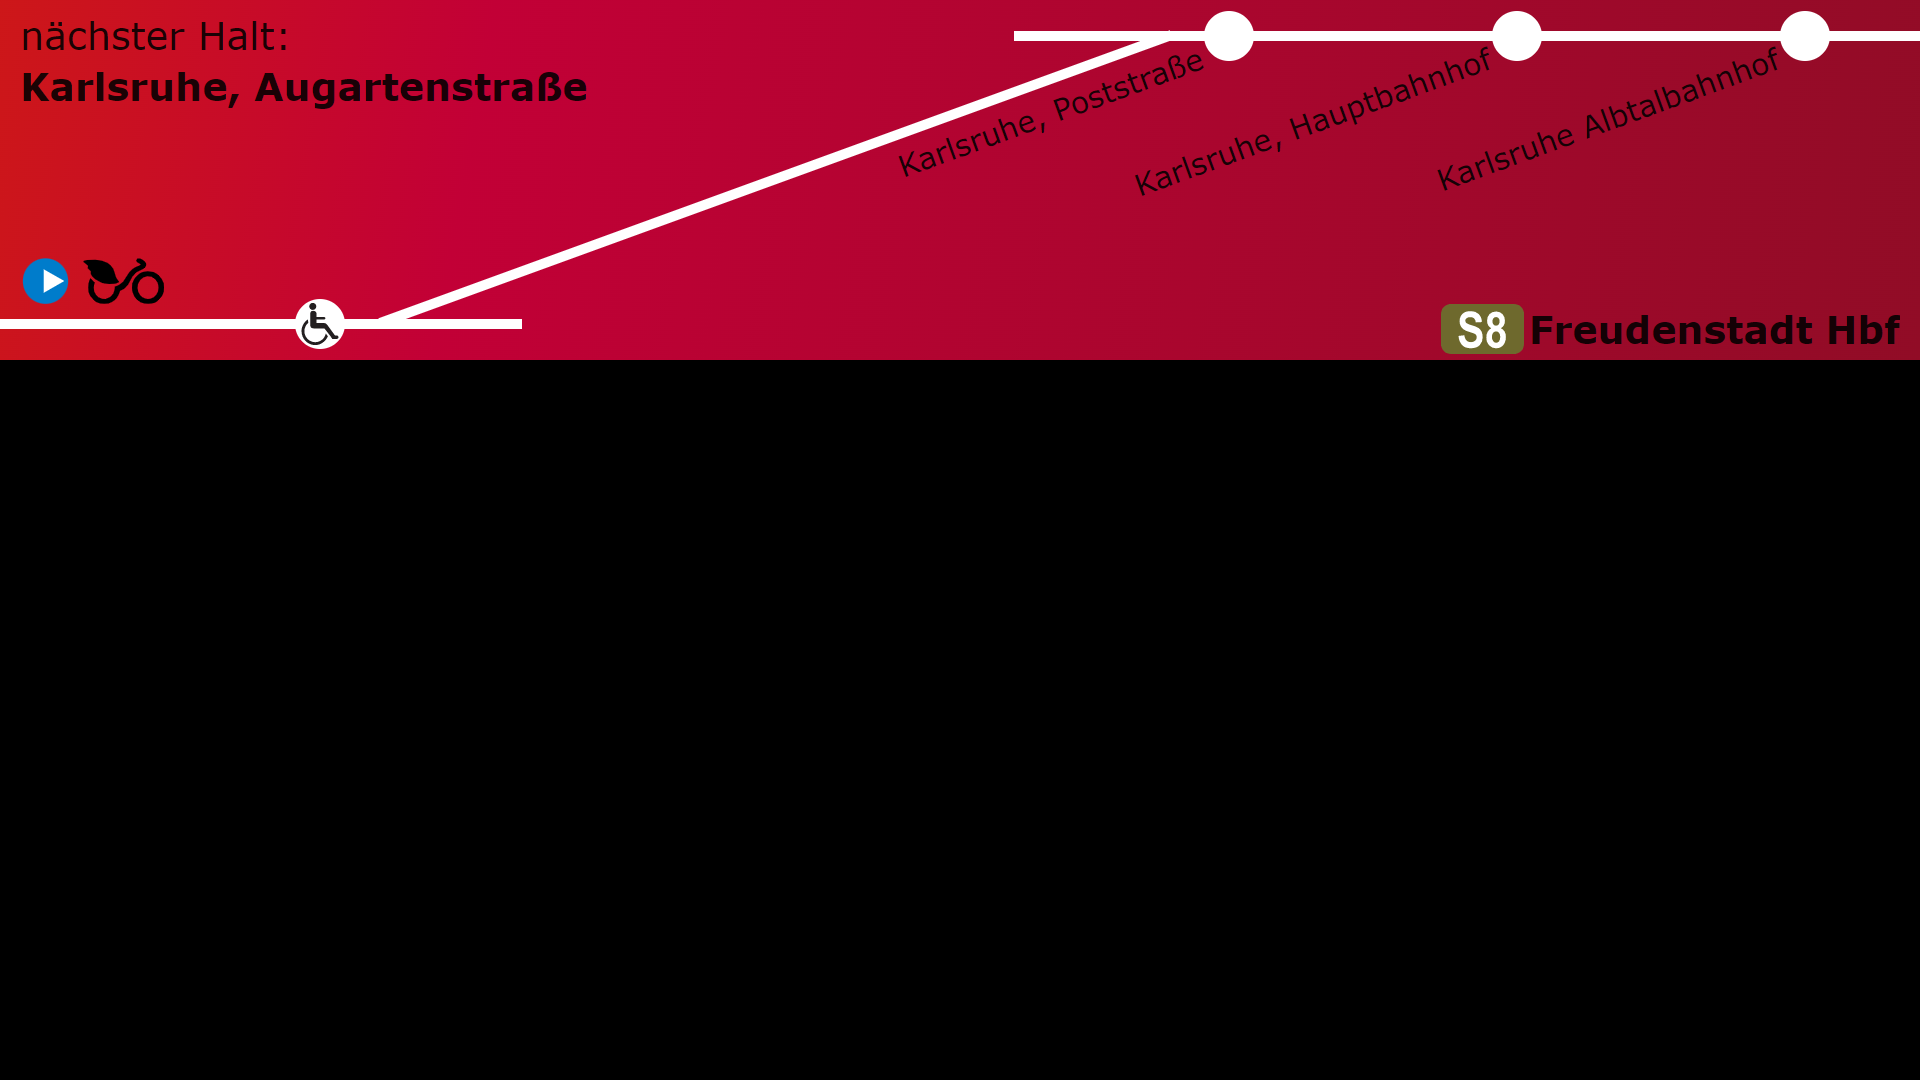 nächster Halt:
Karlsruhe, Augartenstraße
Karlsruhe, Poststraße
Karlsruhe, Hauptbahnhof
Karlsruhe Albtalbahnhof
S8 Freudenstadt Hbf